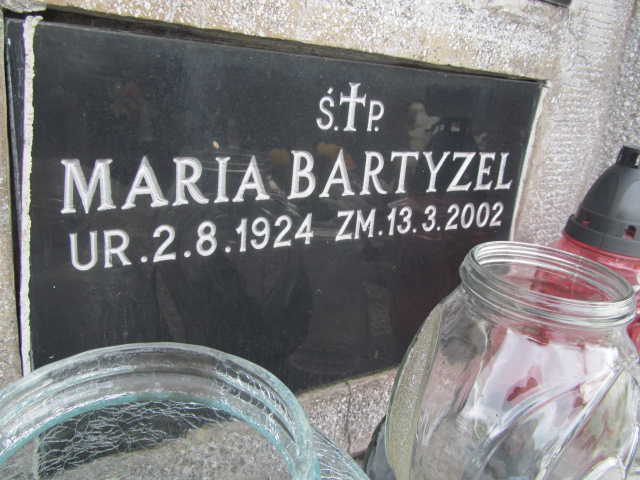 Ś.✝P.
MARIA BARTYZEL
UR.2.8.1924 ZM.13.3.2002